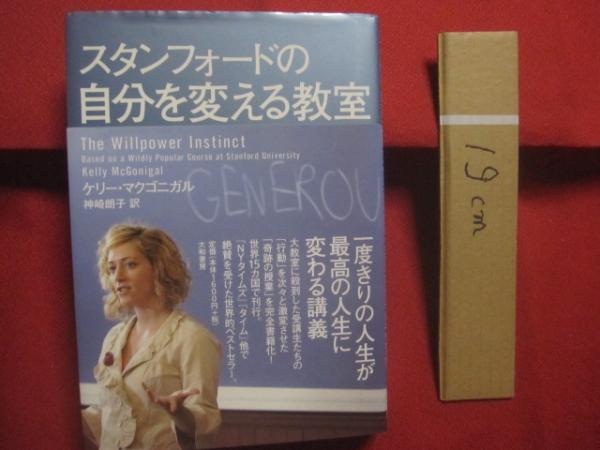 スタンフォードの
自分を変える教室
The Willpower Instinct
Based on a Wildly Popular Course at Stanford University
Kelly McGonigal
ケリー・マクゴニガル
神崎朗子 訳
GENEROU
一度きりの人生が
最高の人生に
変わる講義
大教室に殺到した受講生たちの
「行動」を次々と激変させた
「奇跡の授業」を完全書籍化!
世界15カ国で刊行。
「NYタイムズ」「タイム」他で
絶賛を受けた世界的ベストセラー。
定価(本体1600円+税)
大和書房
19cm